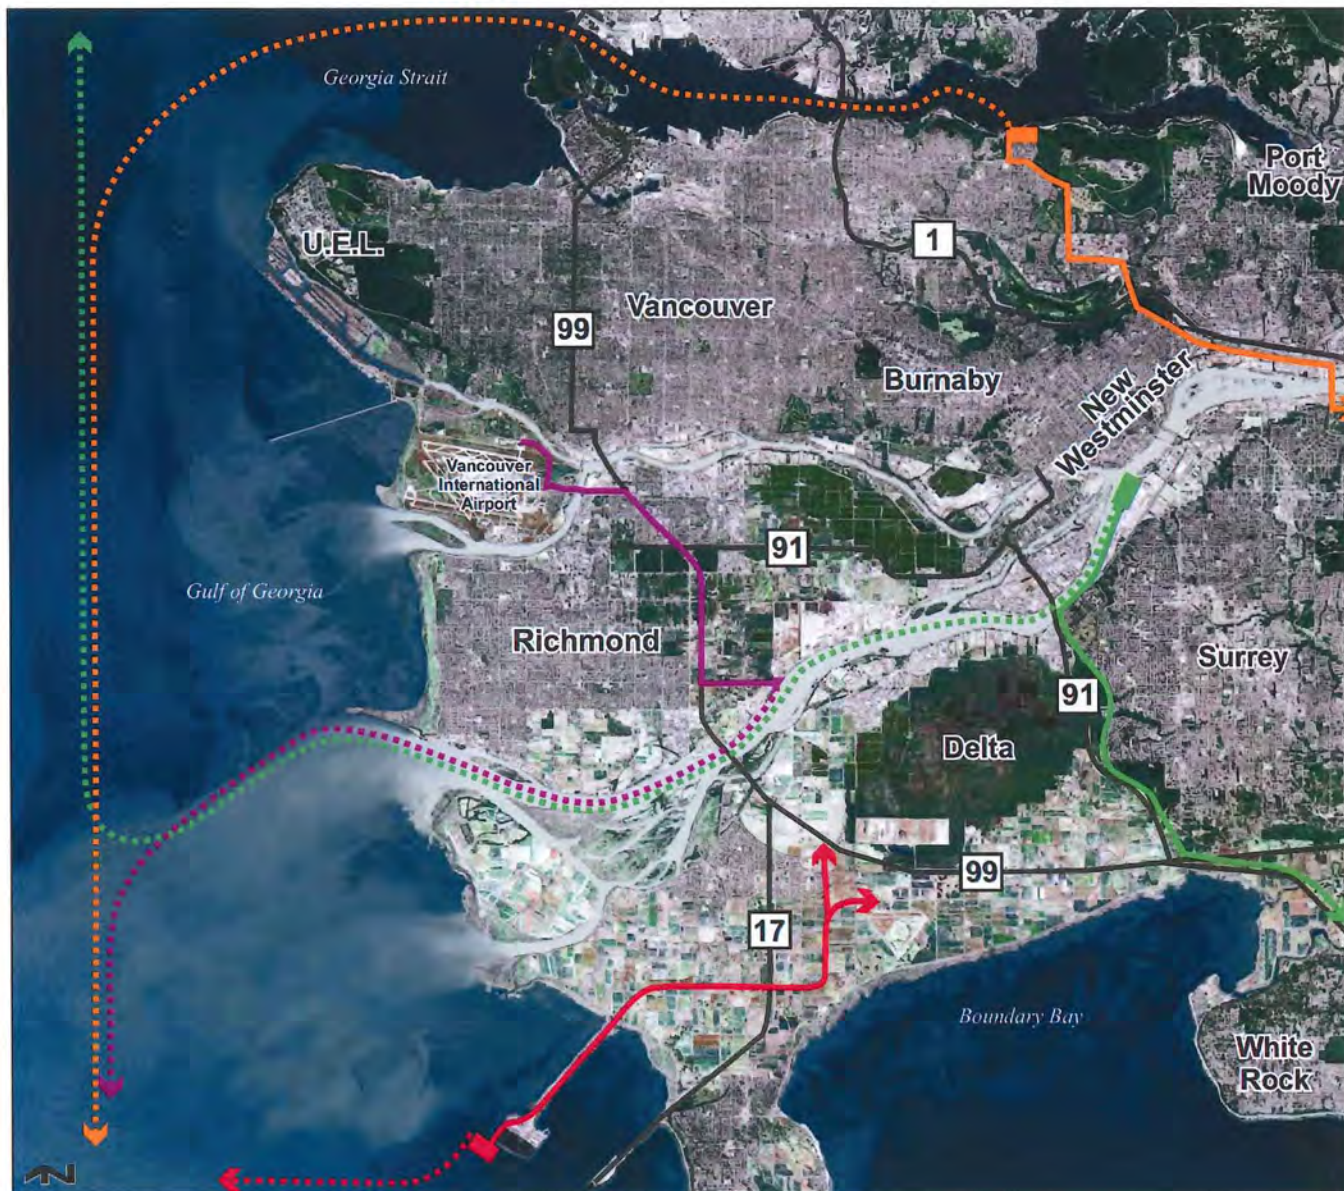 Georgia Strait
Port
Moody
U.E.L.
1
Vancouver
99
Burnaby
New
Westminster
Vancouver
International
Airport
91
Gulf of Georgia
Richmond
Surrey
91
Delta
99
17
Boundary Bay
White
Rock
N